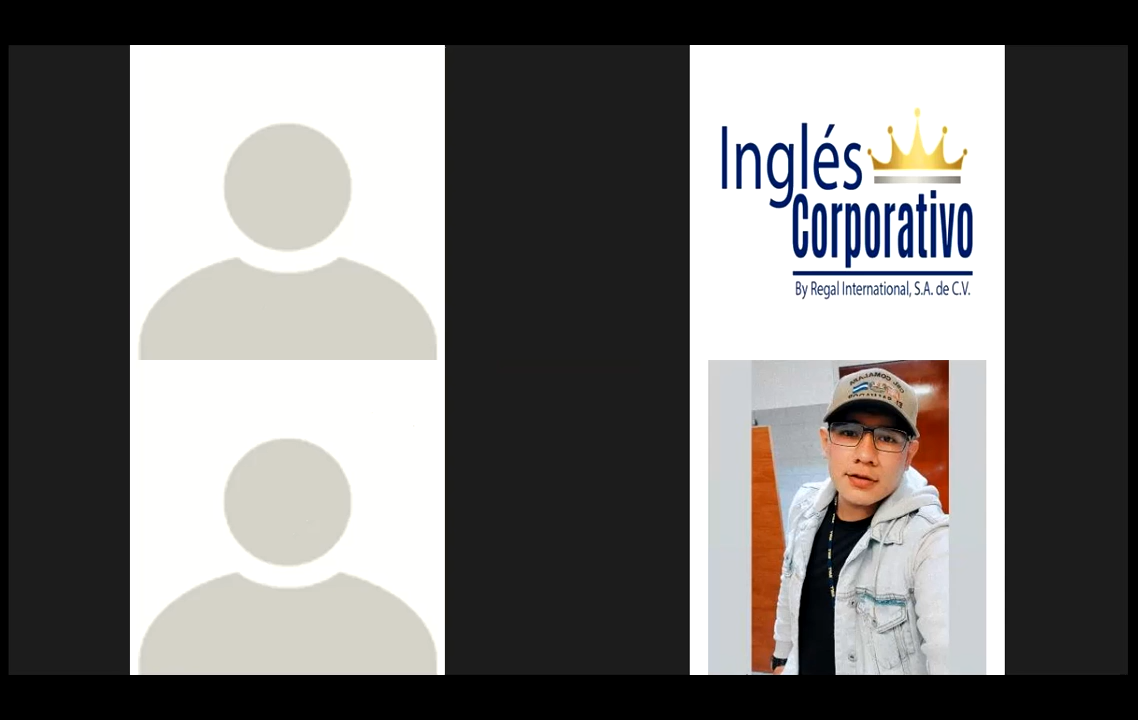 Inglés
Corporativo
By Regal International, S.A. de C.V.